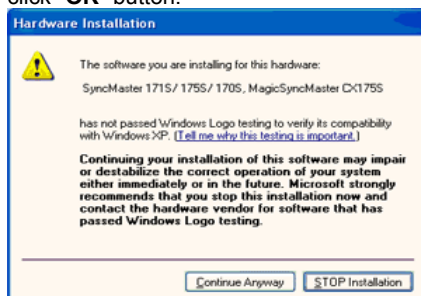 click "OK" button.
Hardware Installation
The software you are installing for this hardware:
SyncMaster 171S/ 175S/ 170S, MagicSyncMaster CX175S
has not passed Windows Logo testing to verify its compatibility
with Windows XP. (Tell me why this testing is important.)
Continuing your installation of this software may impair
or destabilize the correct operation of your system
either immediately or in the future. Microsoft strongly
recommends that you stop this installation now and
contact the hardware vendor for software that has
passed Windows Logo testing.
Continue Anyway
STOP Installation